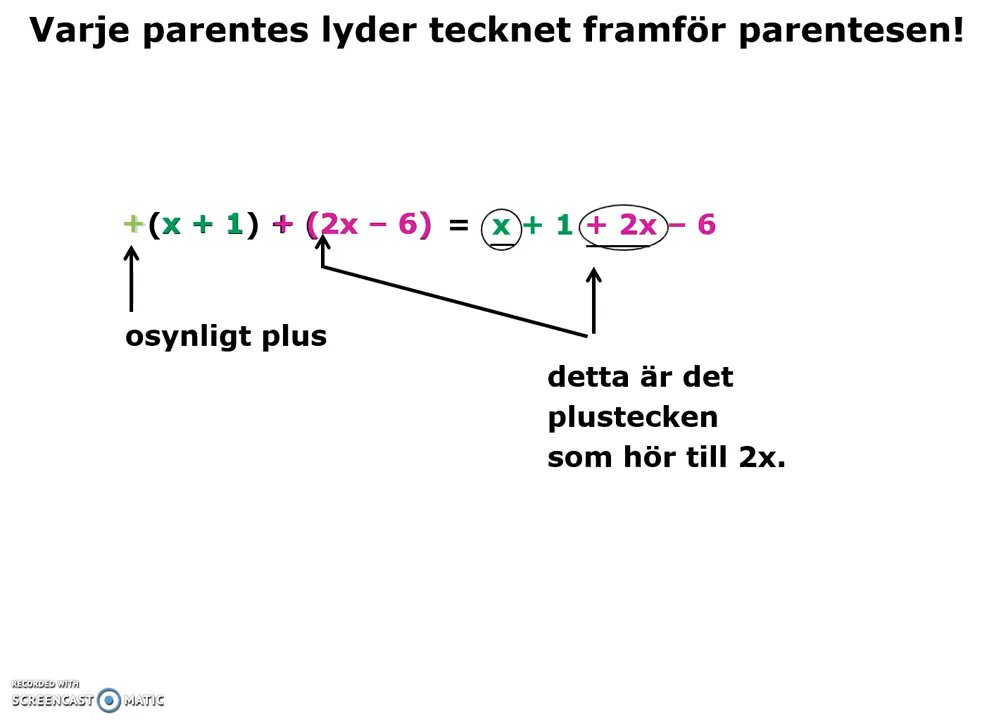 Varje parentes lyder tecknet framför parentesen!
+(x + 1) + (2x – 6) = x + 1 + 2x – 6
osynligt plus
detta är det
plustecken
som hör till 2x.
RECORDED WITH
SCREENCAST MATIC